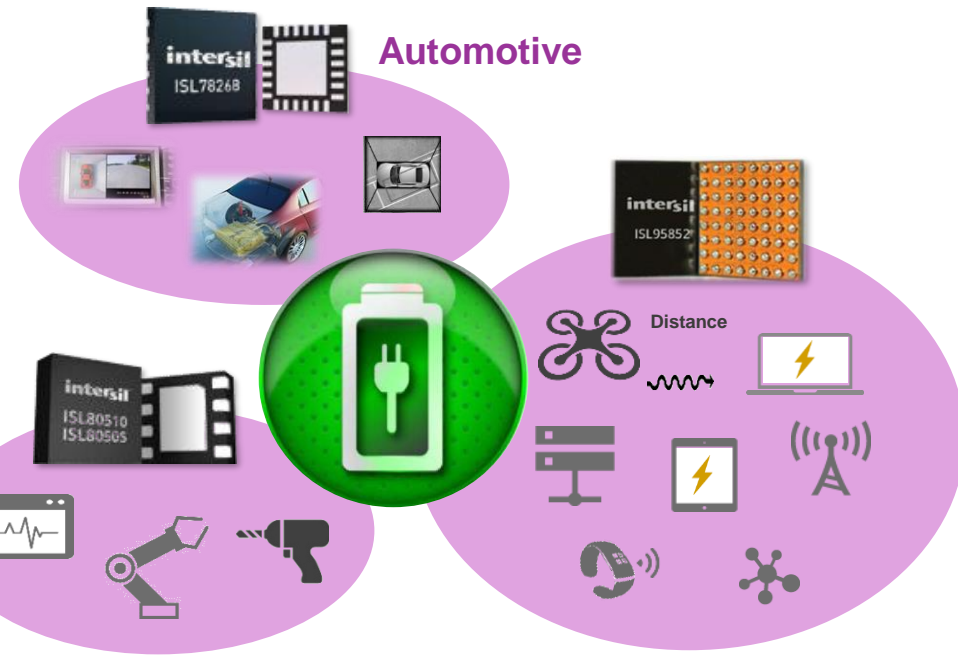 Automotive
intersil
ISL78268
intersil
ISL95852
Distance
intersil
ISL80510
ISL80505